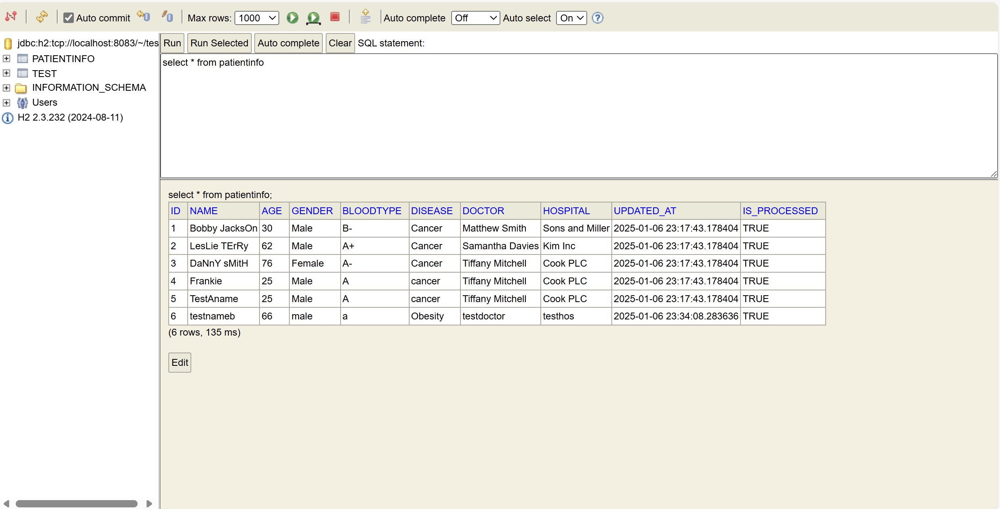 Auto commit Max rows: 1000 Auto complete Off Auto select On ?
jdbc:h2:tcp://localhost:8083/~/tes
PATIENTINFO
TEST
INFORMATION_SCHEMA
Users
H2 2.3.232 (2024-08-11)
Run Run Selected Auto complete Clear SQL statement:
select * from patientinfo
select * from patientinfo;
ID NAME AGE GENDER BLOODTYPE DISEASE DOCTOR HOSPITAL UPDATED_AT IS_PROCESSED
1 Bobby JacksOn 30 Male B- Cancer Matthew Smith Sons and Miller 2025-01-06 23:17:43.178404 TRUE
2 LesLie TErRy 62 Male A+ Cancer Samantha Davies Kim Inc 2025-01-06 23:17:43.178404 TRUE
3 DaNnY sMitH 76 Female A- Cancer Tiffany Mitchell Cook PLC 2025-01-06 23:17:43.178404 TRUE
4 Frankie 25 Male A cancer Tiffany Mitchell Cook PLC 2025-01-06 23:17:43.178404 TRUE
5 TestAname 25 Male A cancer Tiffany Mitchell Cook PLC 2025-01-06 23:17:43.178404 TRUE
6 testnameb 66 male a Obesity testdoctor testhos 2025-01-06 23:34:08.283636 TRUE
(6 rows, 135 ms)
Edit